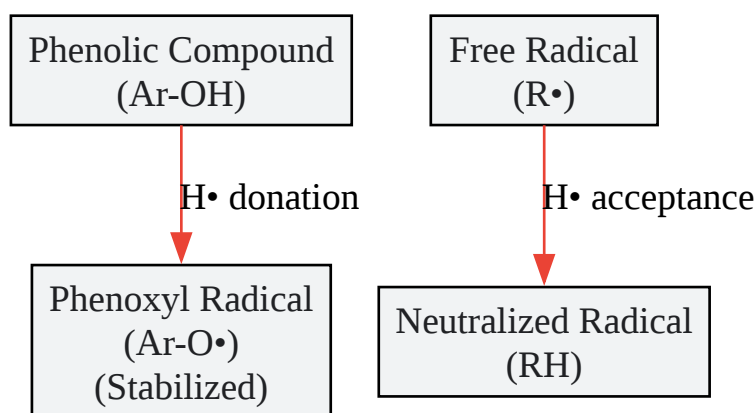 Phenolic Compound
(Ar-OH)
Free Radical
(R•)
H• donation
H• acceptance
Phenoxyl Radical
(Ar-O•)
(Stabilized)
Neutralized Radical
(RH)